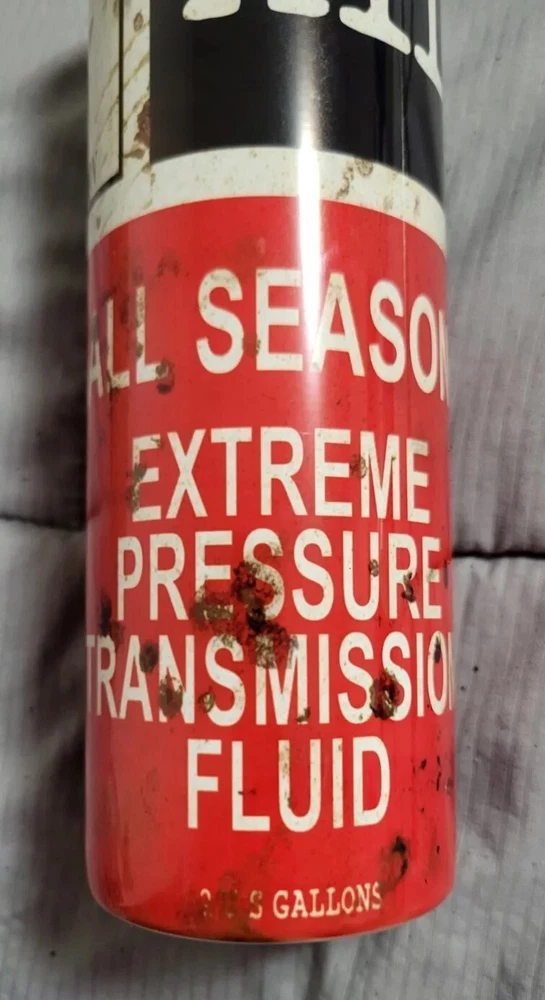 ALL SEASON
EXTREME
PRESSURE
TRANSMISSION
FLUID
U S GALLONS